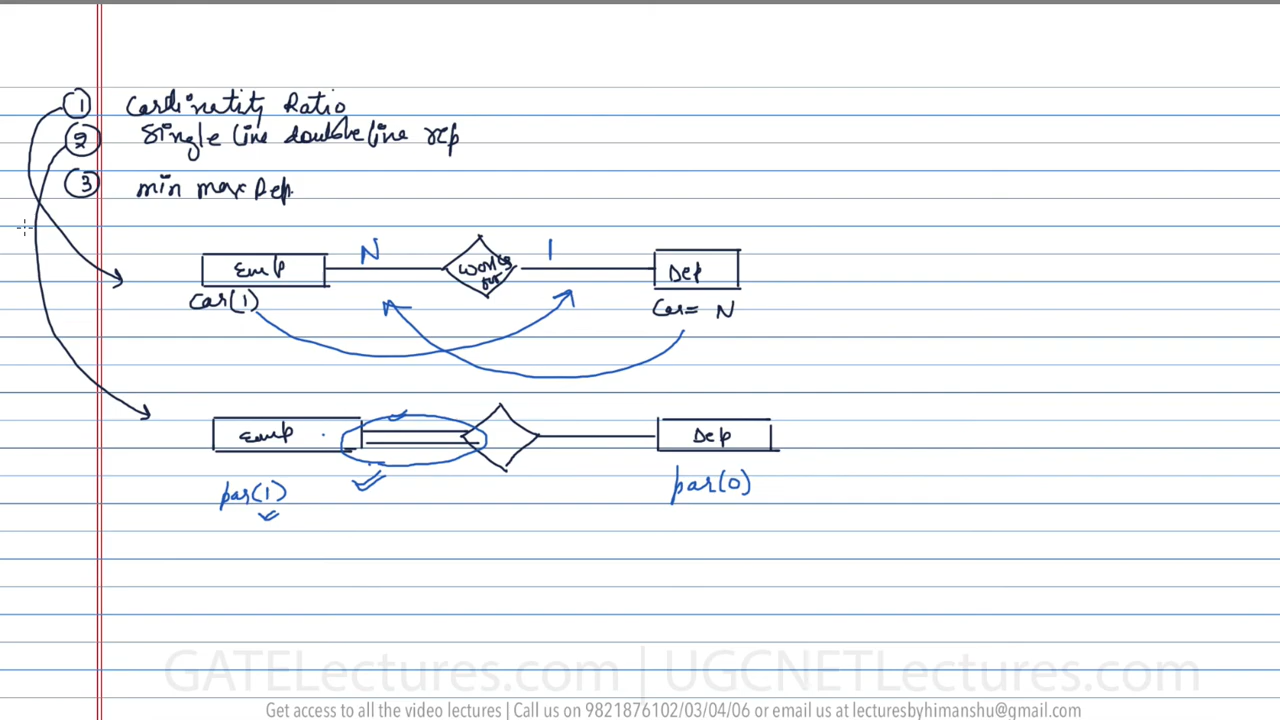 ① Cardinality Ratio
② Single line double line rep
③ min max Rep.
N 1
Emp works for Dep
Car(1) Car= N
Emp Dep
par(1) par(0)
GATELectures.com | UGCNETLectures.com
Get access to all the video lectures | Call us on 9821876102/03/04/06 or email us at lecturesbyhimanshu@gmail.com